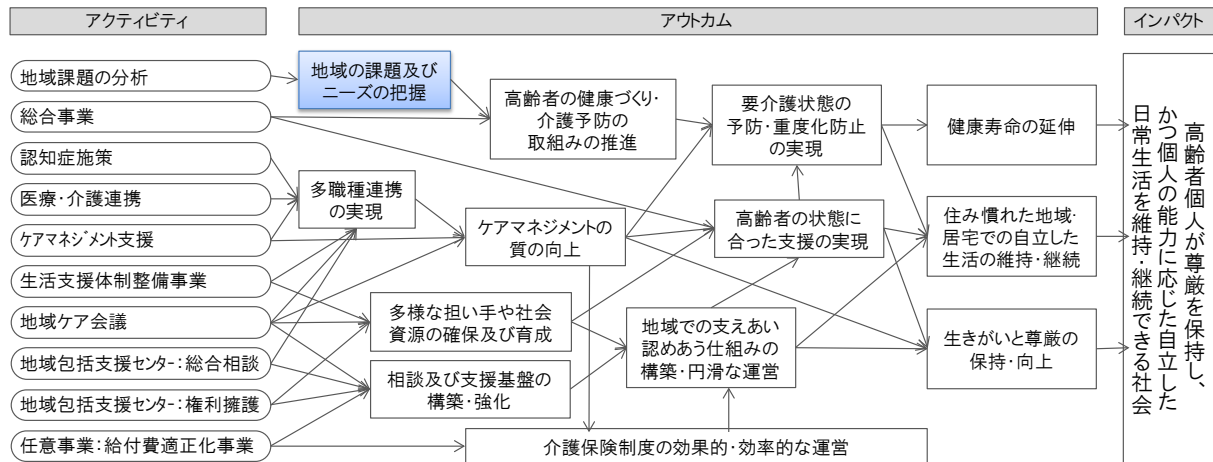 アクティビティ
アウトカム
インパクト
地域課題の分析
総合事業
認知症施策
医療・介護連携
ケアマネジメント支援
生活支援体制整備事業
地域ケア会議
地域包括支援センター:総合相談
地域包括支援センター:権利擁護
任意事業:給付費適正化事業
地域の課題及び
ニーズの把握
多職種連携
の実現
高齢者の健康づくり・
介護予防の
取組みの推進
ケアマネジメントの
質の向上
多様な担い手や社会
資源の確保及び育成
相談及び支援基盤の
構築・強化
要介護状態の
予防・重度化防止
の実現
高齢者の状態に
合った支援の実現
地域での支えあい
認めあう仕組みの
構築・円滑な運営
介護保険制度の効果的・効率的な運営
健康寿命の延伸
住み慣れた地域・
居宅での自立した
生活の維持・継続
生きがいと尊厳の
保持・向上
高齢者個人が尊厳を保持し、
かつ個人の能力に応じた自立した
日常生活を維持・継続できる社会